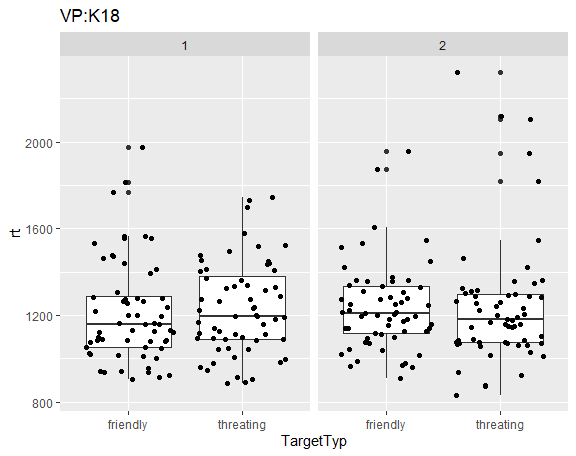 VP:K18
1
2
rt
2000
1600
1200
800
friendly
threating
friendly
threating
TargetTyp